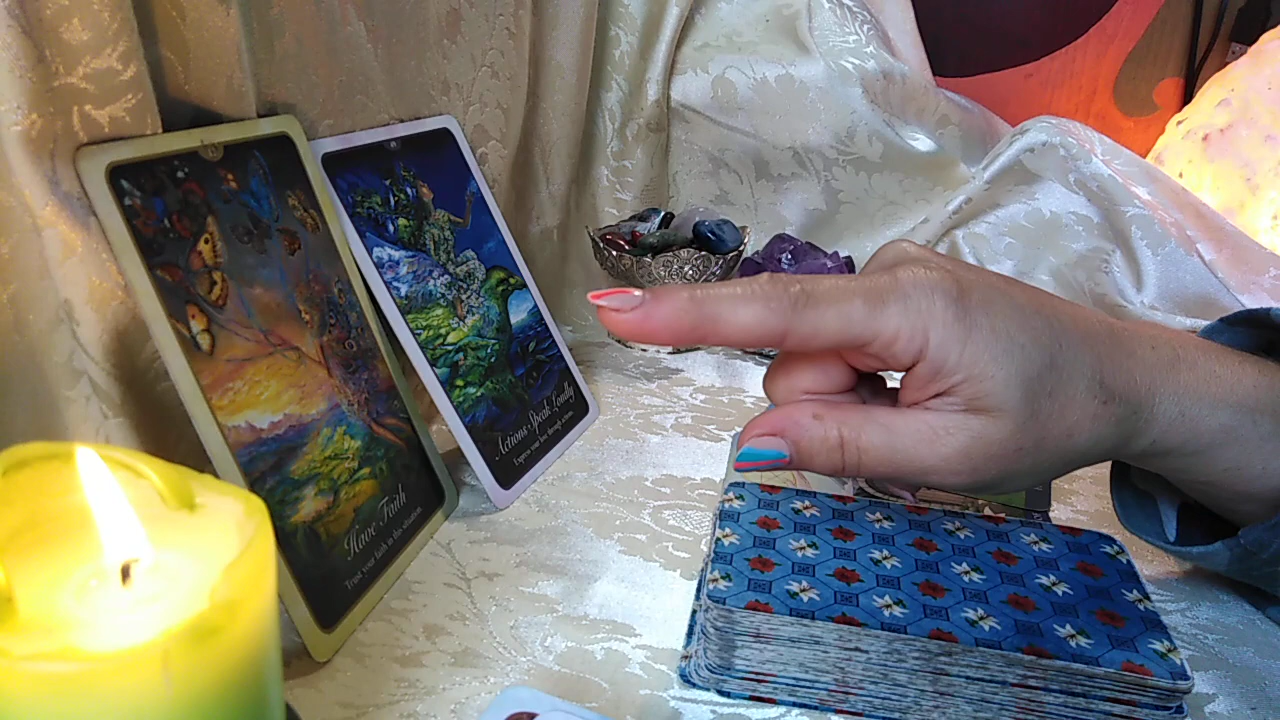 Have Faith
Trust your faith in this situation.
Actions Speak Loudly
Express your love through actions.